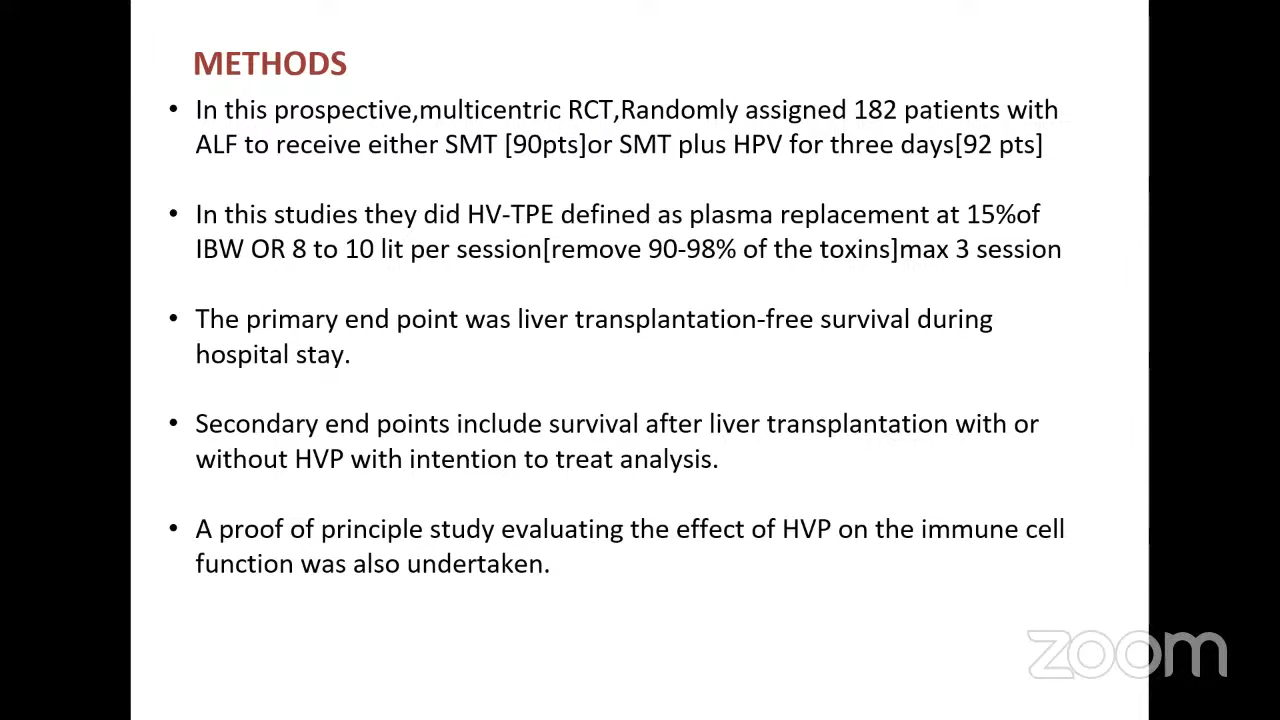 METHODS
• In this prospective,multicentric RCT,Randomly assigned 182 patients with
ALF to receive either SMT [90pts]or SMT plus HPV for three days[92 pts]
• In this studies they did HV-TPE defined as plasma replacement at 15%of
IBW OR 8 to 10 lit per session[remove 90-98% of the toxins]max 3 session
• The primary end point was liver transplantation-free survival during
hospital stay.
• Secondary end points include survival after liver transplantation with or
without HVP with intention to treat analysis.
• A proof of principle study evaluating the effect of HVP on the immune cell
function was also undertaken.
zoom